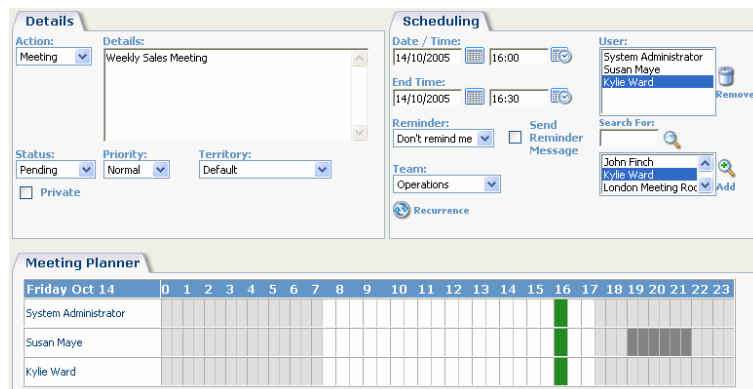 Details
Action:
Details:
Meeting
Weekly Sales Meeting
Status:
Priority:
Territory:
Pending
Normal
Default
Private
Scheduling
Date / Time:
14/10/2005
16:00
End Time:
14/10/2005
16:30
Reminder:
Don't remind me
Send Reminder Message
Team:
Operations
Recurrence
User:
System Administrator
Susan Maye
Kylie Ward
Remove
Search For:
John Finch
Kylie Ward
London Meeting Roc
Add
Meeting Planner
Friday Oct 14 0 1 2 3 4 5 6 7 8 9 10 11 12 13 14 15 16 17 18 19 20 21 22 23
System Administrator
Susan Maye
Kylie Ward